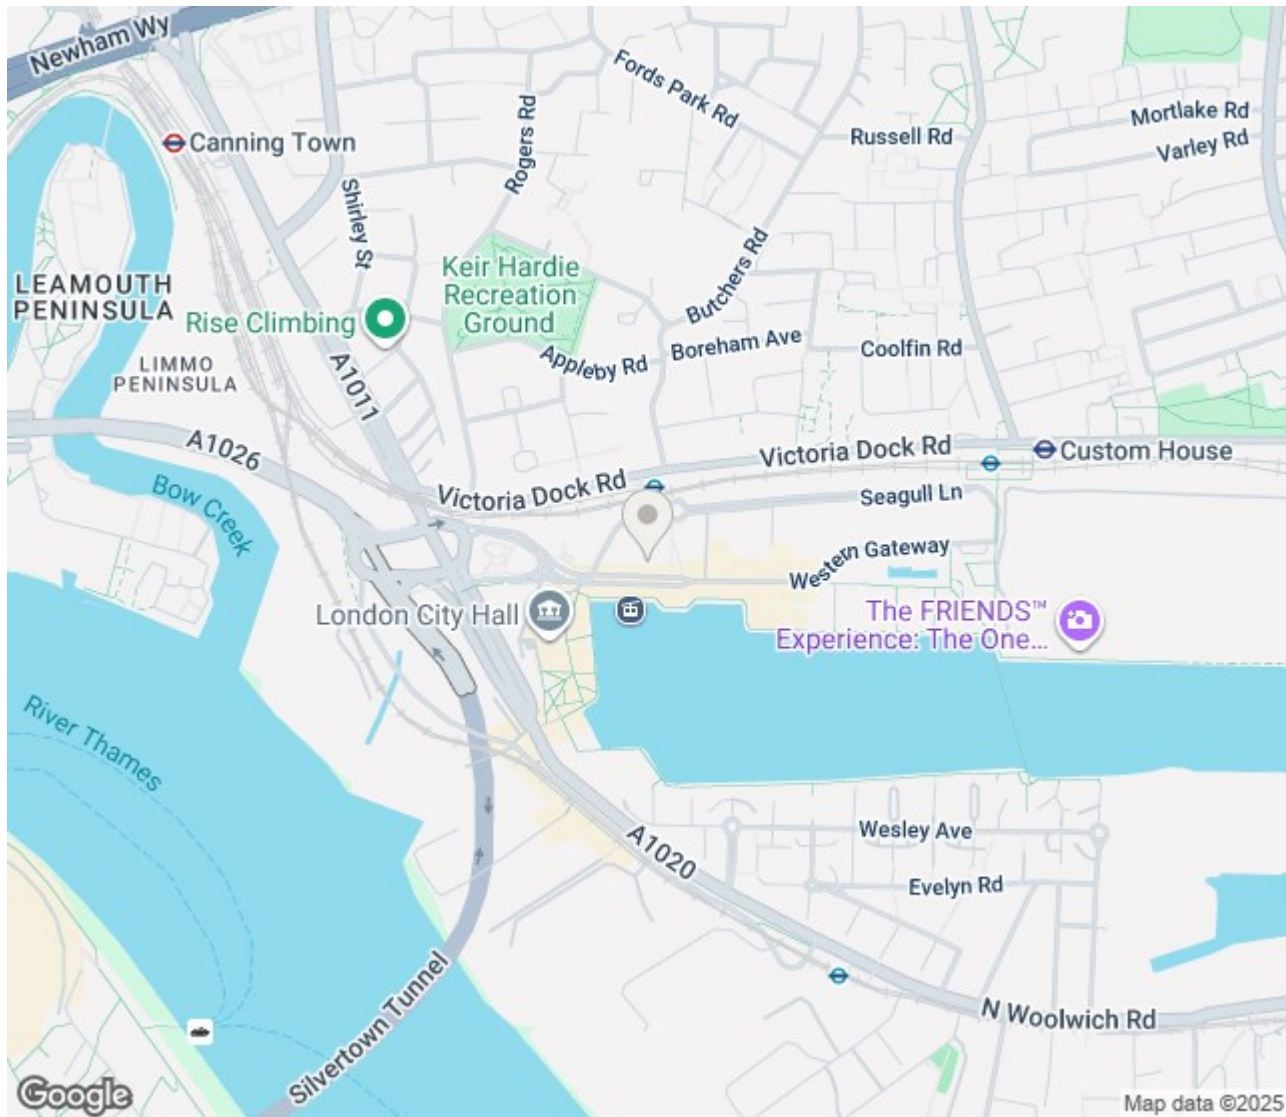 Newham Wy
Fords Park Rd
Mortlake Rd
Russell Rd
Varley Rd
Canning Town
Rogers Rd
Shirley St
LEAMOUTH
PENINSULA
Keir Hardie
Recreation
Ground
Butchers Rd
Rise Climbing
LIMMO
PENINSULA
Appleby Rd
Boreham Ave
Coolfin Rd
A1011
A1026
Victoria Dock Rd
Custom House
Bow Creek
Victoria Dock Rd
Seagull Ln
Western Gateway
London City Hall
The FRIENDS™
Experience: The One...
River Thames
Wesley Ave
A1020
Evelyn Rd
Silvertown Tunnel
N Woolwich Rd
Google
Map data ©2025